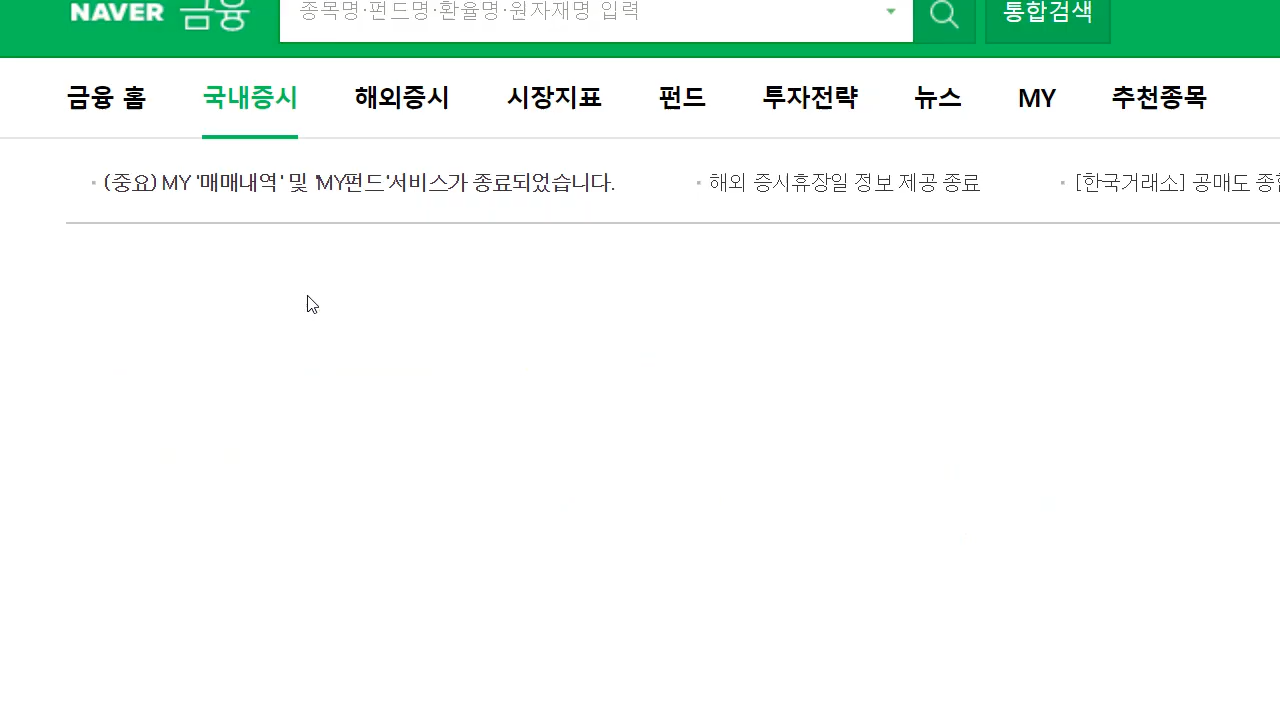 NAVER 금융 종목명·펀드명·환율명·원자재명 입력 통합검색
금융 홈 국내증시 해외증시 시장지표 펀드 투자전략 뉴스 MY 추천종목
(중요) MY '매매내역' 및 'MY펀드'서비스가 종료되었습니다. 해외 증시휴장일 정보 제공 종료 [한국거래소] 공매도